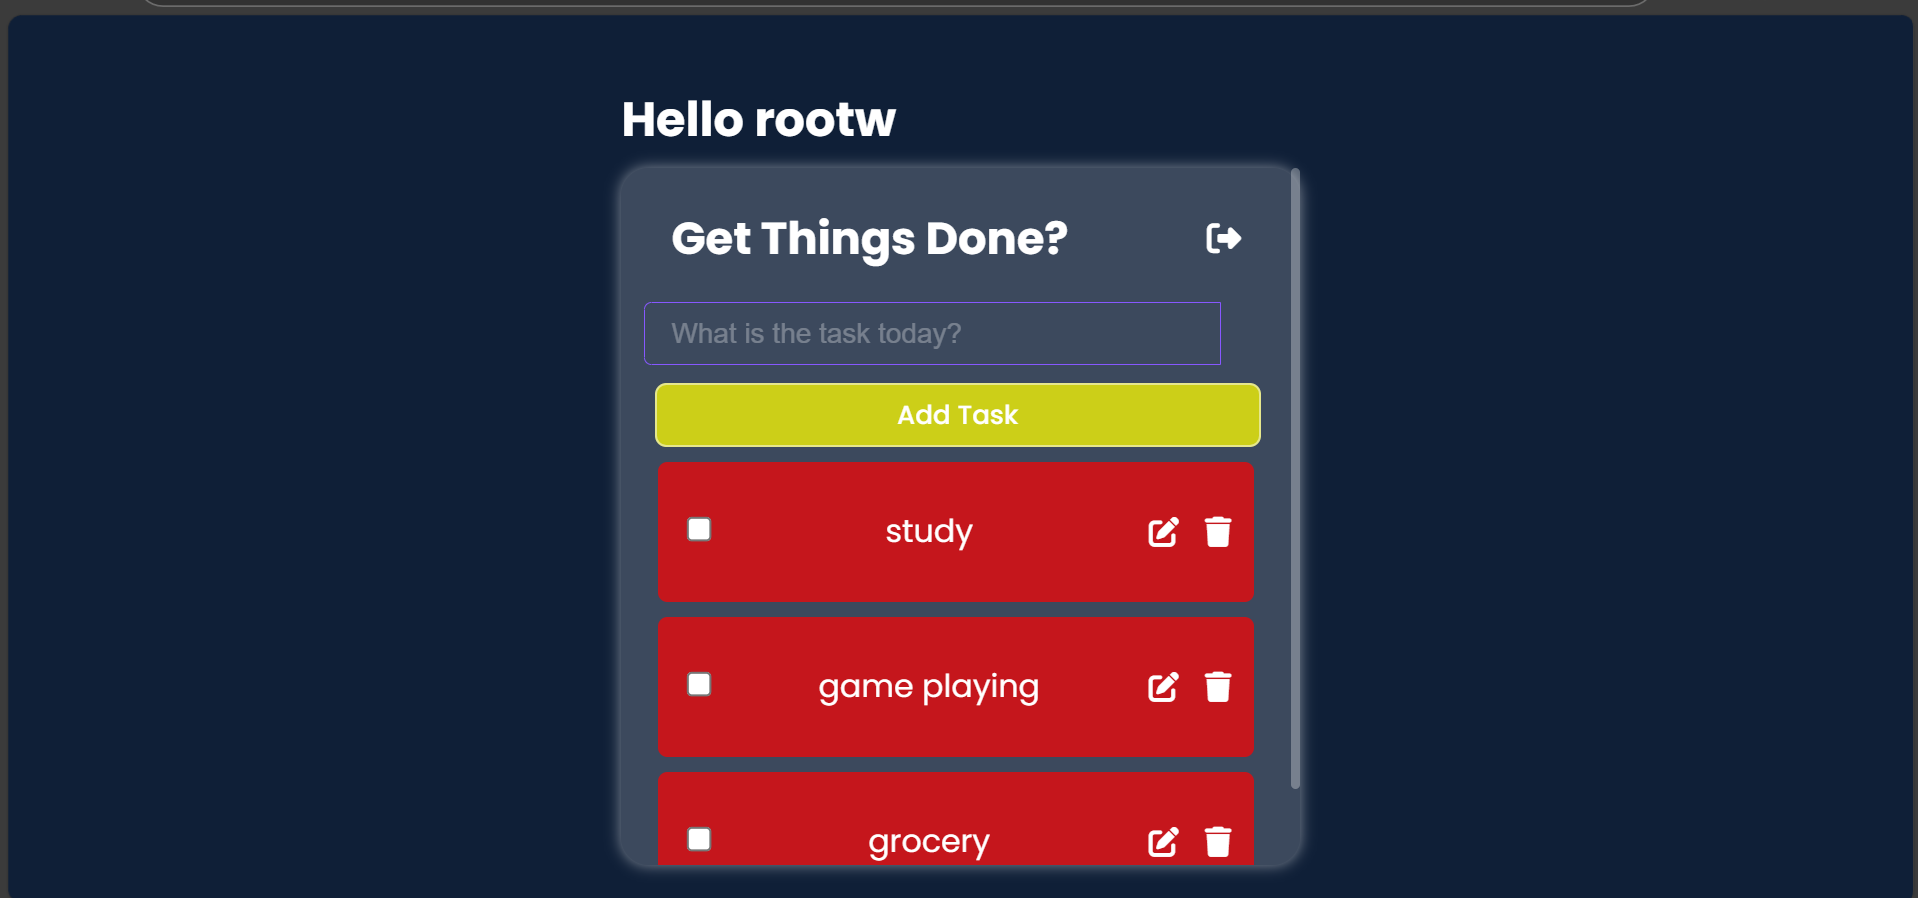 Hello rootw
Get Things Done?
What is the task today?
Add Task
study
game playing
grocery